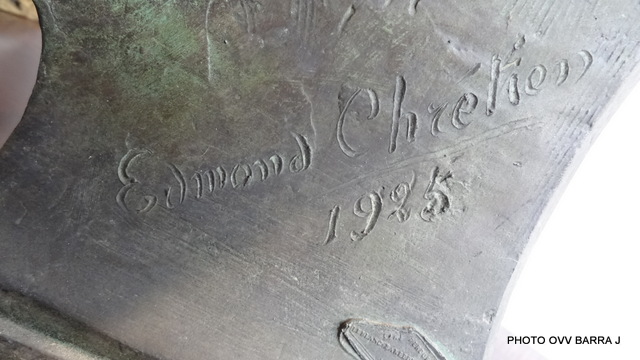 Edmond Chrétien
1925
PHOTO OVV BARRA J